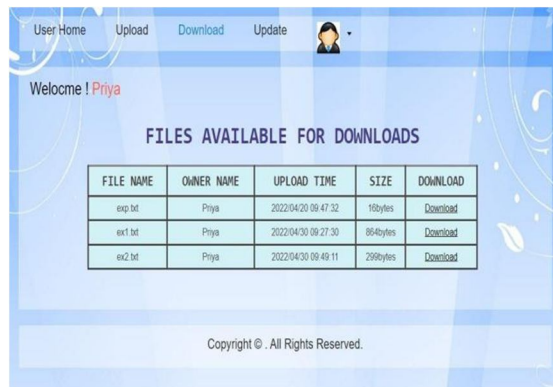 User Home Upload Download Update
Welocme ! Priya
FILES AVAILABLE FOR DOWNLOADS
FILE NAME OWNER NAME UPLOAD TIME SIZE DOWNLOAD
exp.txt Priya 2022/04/20 09.47.32 16bytes Download
ex1.txt Priya 2022/04/30 09:27:30 864bytes Download
ex2.txt Priya 2022/04/30 09:49:11 299bytes Download
Copyright © . All Rights Reserved.